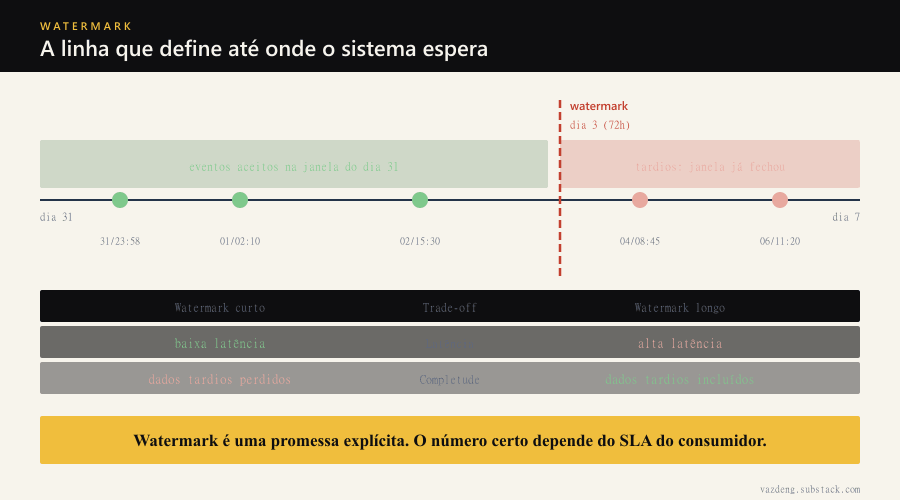 WATERMARK
A linha que define até onde o sistema espera
watermark
dia 3 (72h)
eventos aceitos na janela do dia 31
tardios: janela já fechou
dia 31
dia 7
31/23:58
01/02:10
02/15:30
04/08:45
06/11:20
Watermark curto
Trade-off
Watermark longo
baixa latência
alta latência
dados tardios perdidos
Completude
dados tardios incluídos
Watermark é uma promessa explícita. O número certo depende do SLA do consumidor.
vazdeng.substack.com